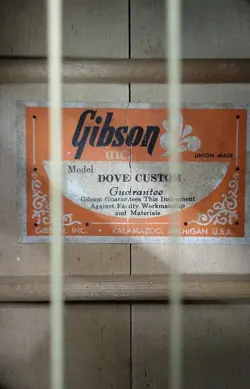 Gibson
inc.
UNION MADE
Model
DOVE CUSTOM
Guarantee
Gibson Guarantees This Instrument
Against Faulty Workmanship
and Materials
GIBSON, INC. • KALAMAZOO, MICHIGAN U.S.A.